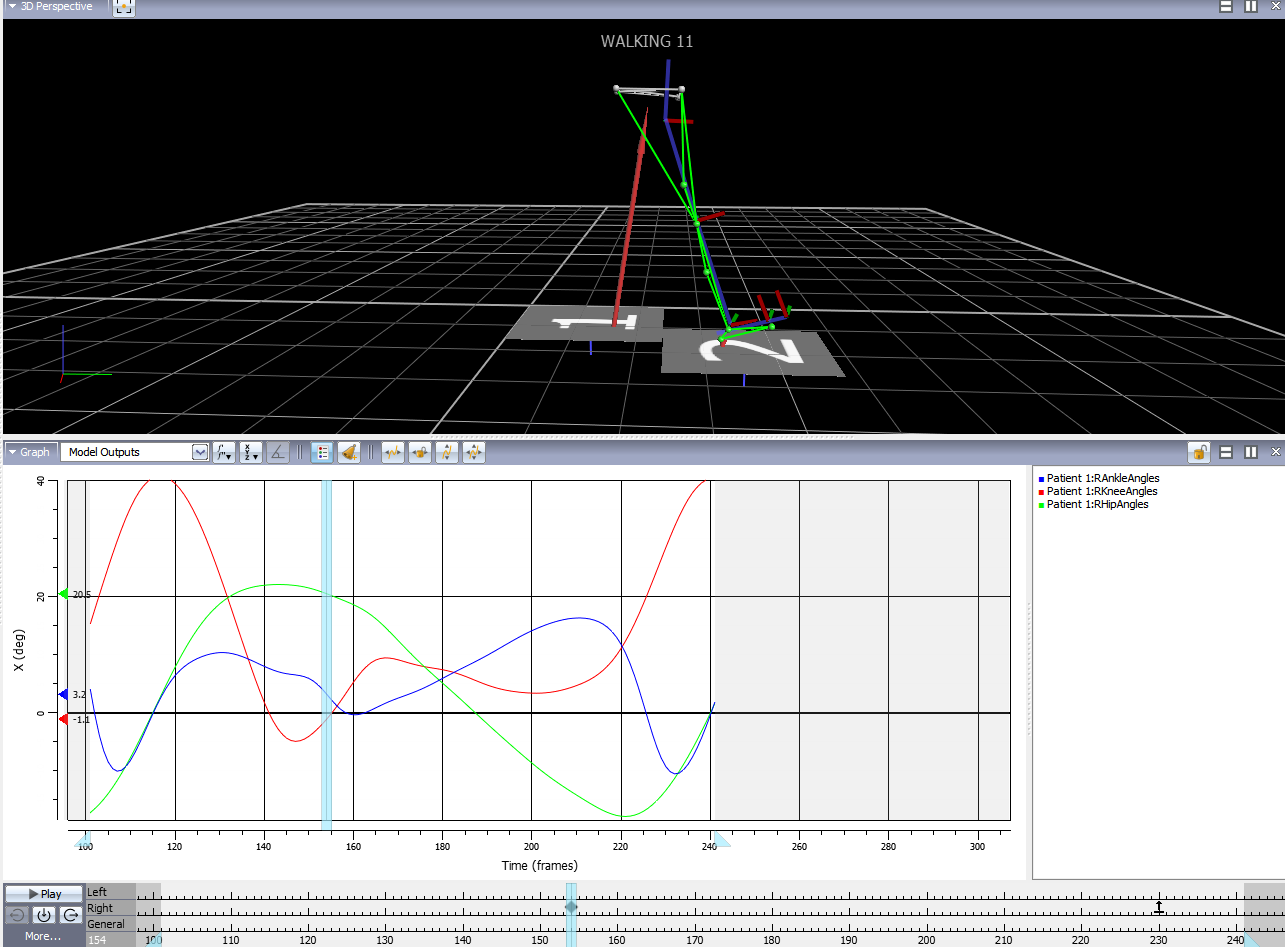 3D Perspective
WALKING 11
1
2
Graph
Model Outputs
Patient 1:RAnkleAngles
Patient 1:RKneeAngles
Patient 1:RHipAngles
40
20
0
20.5
3.2
-1.1
X (deg)
100 120 140 160 180 200 220 240 260 280 300
Time (frames)
Play
Left
Right
General
More...
154
100 110 120 130 140 150 160 170 180 190 200 210 220 230 240